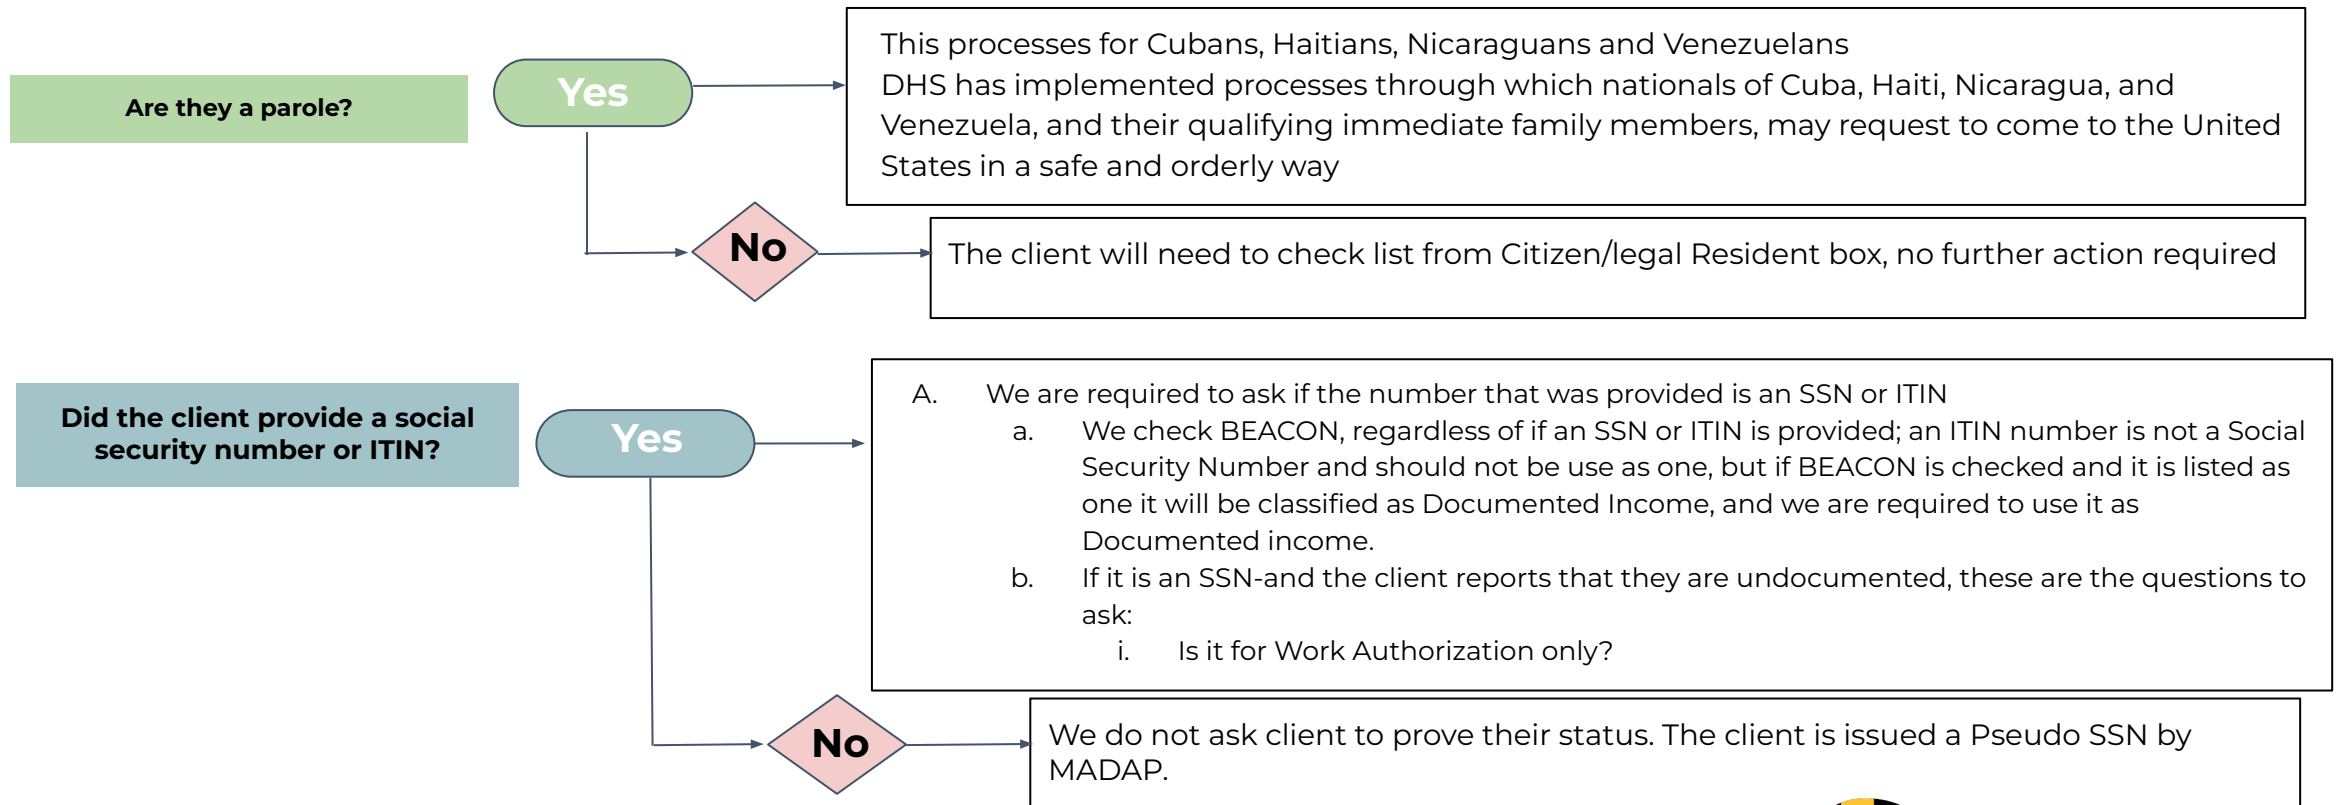 Are they a parole?
Yes
This processes for Cubans, Haitians, Nicaraguans and Venezuelans
DHS has implemented processes through which nationals of Cuba, Haiti, Nicaragua, and
Venezuela, and their qualifying immediate family members, may request to come to the United
States in a safe and orderly way
No
The client will need to check list from Citizen/legal Resident box, no further action required
Did the client provide a social
security number or ITIN?
Yes
A. We are required to ask if the number that was provided is an SSN or ITIN
a. We check BEACON, regardless of if an SSN or ITIN is provided; an ITIN number is not a Social
Security Number and should not be use as one, but if BEACON is checked and it is listed as
one it will be classified as Documented Income, and we are required to use it as
Documented income.
b. If it is an SSN-and the client reports that they are undocumented, these are the questions to
ask:
i. Is it for Work Authorization only?
No
We do not ask client to prove their status. The client is issued a Pseudo SSN by
MADAP.